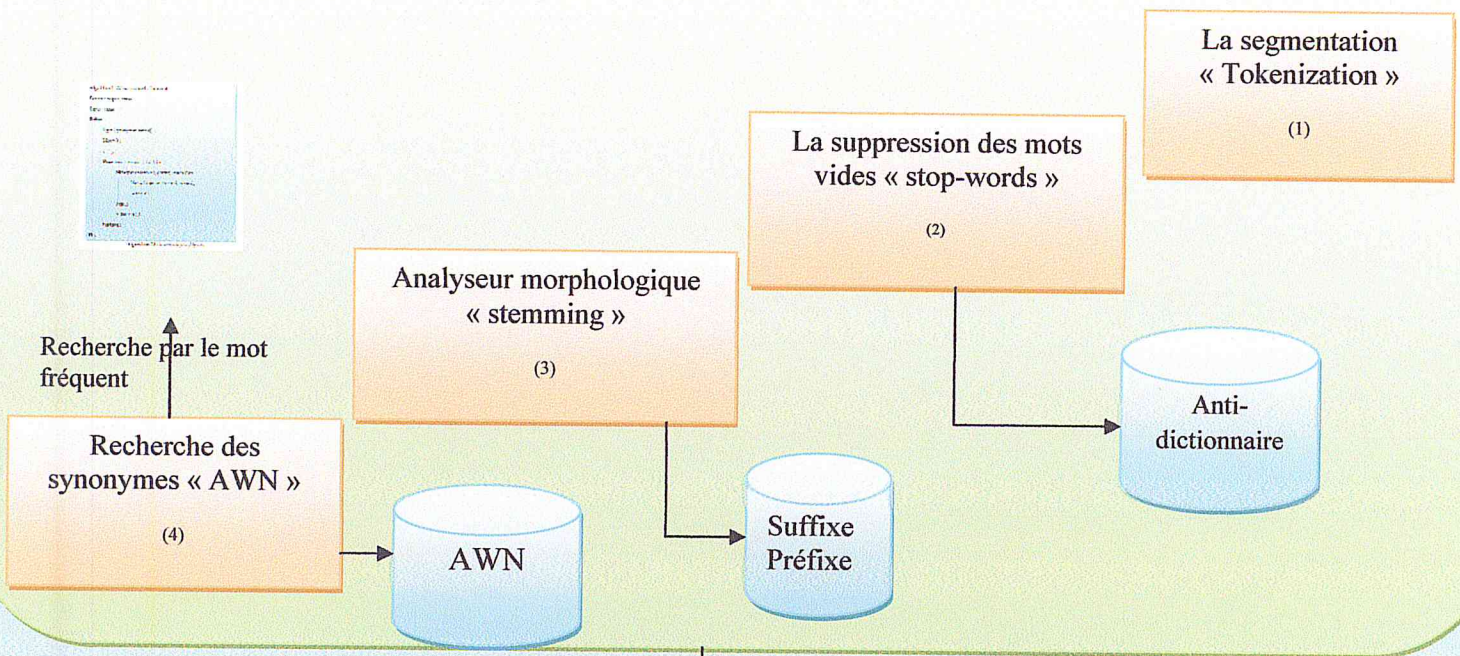 La segmentation
« Tokenization »
(1)
La suppression des mots
vides « stop-words »
(2)
Anti-
dictionnaire
Analyseur morphologique
« stemming »
(3)
Suffixe
Préfixe
Recherche par le mot
fréquent
Recherche des
synonymes « AWN »
(4)
AWN